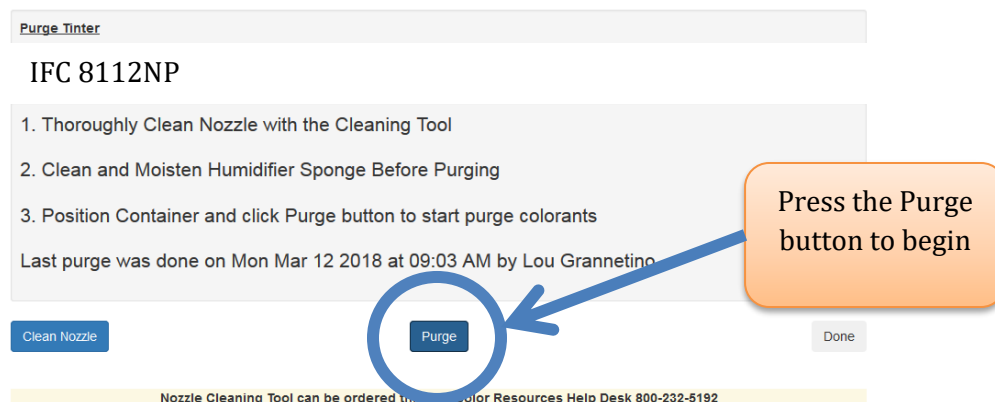 Purge Tinter
IFC 8112NP
1. Thoroughly Clean Nozzle with the Cleaning Tool
2. Clean and Moisten Humidifier Sponge Before Purging
3. Position Container and click Purge button to start purge colorants
Last purge was done on Mon Mar 12 2018 at 09:03 AM by Lou Grannetino
Press the Purge
button to begin
Clean Nozzle
Purge
Done
Nozzle Cleaning Tool can be ordered Resources Help Desk 800-232-5192